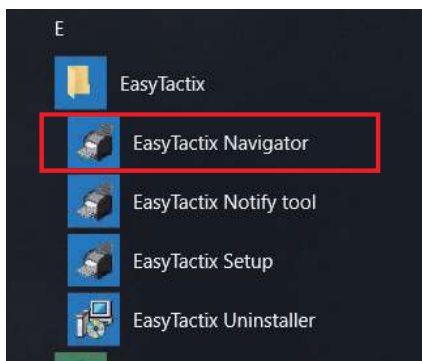 E
EasyTactix
EasyTactix Navigator
EasyTactix Notify tool
EasyTactix Setup
EasyTactix Uninstaller